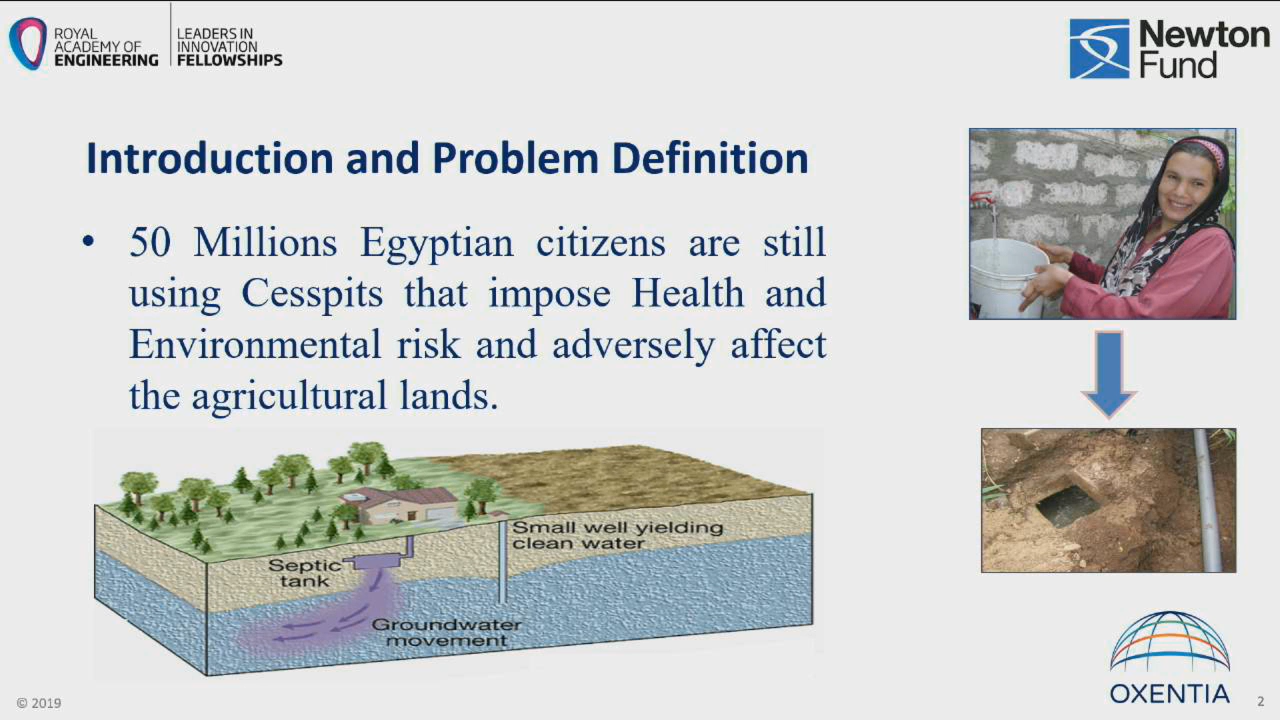 ROYAL
ACADEMY OF
ENGINEERING
LEADERS IN
INNOVATION
FELLOWSHIPS
Newton
Fund
Introduction and Problem Definition
• 50 Millions Egyptian citizens are still
using Cesspits that impose Health and
Environmental risk and adversely affect
the agricultural lands.
Small well yielding
clean water
Septic
tank
Groundwater
movement
OXENTIA
© 2019
2